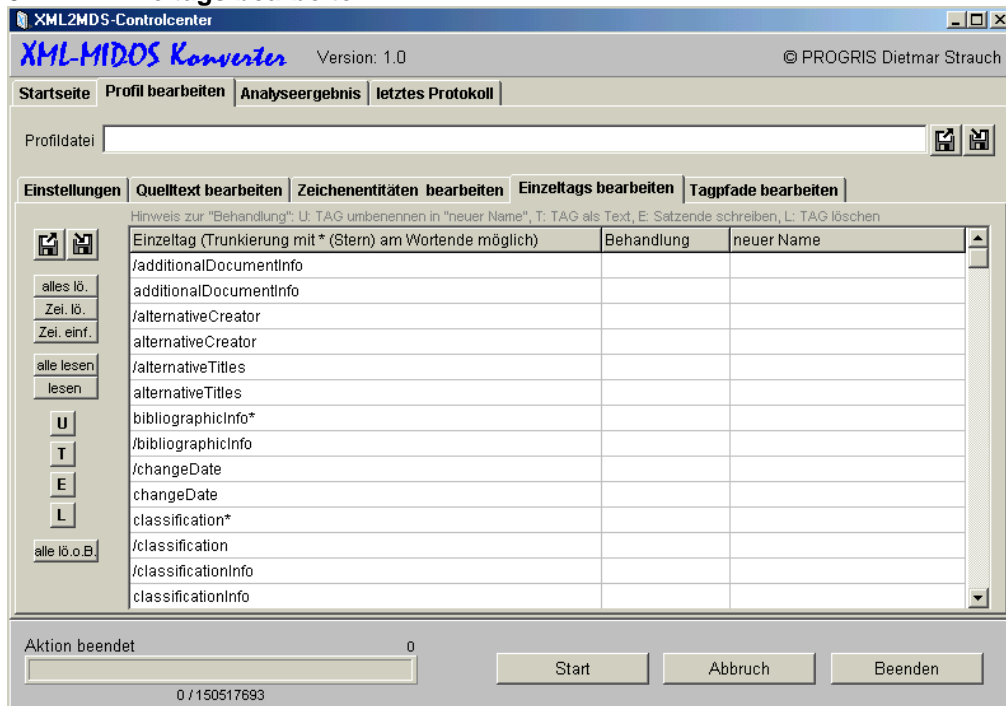 XML2MDS-Controlcenter
XML-MIDOS Konverter Version: 1.0 © PROGRIS Dietmar Strauch
Startseite Profil bearbeiten Analyseergebnis letztes Protokoll
Profildatei
Einstellungen Quelltext bearbeiten Zeichenentitäten bearbeiten Einzeltags bearbeiten Tagpfade bearbeiten
Hinweis zur "Behandlung": U: TAG umbenennen in "neuer Name", T: TAG als Text, E: Satzende schreiben, L: TAG löschen
Einzeltag (Trunkierung mit * (Stern) am Wortende möglich) Behandlung neuer Name
/additionalDocumentInfo
alles lö. additionalDocumentInfo
Zei. lö. /alternativeCreator
Zei. einf. alternativeCreator
alle lesen /alternativeTitles
lesen alternativeTitles
U bibliographicInfo*
T /bibliographicInfo
/changeDate
E changeDate
L classification*
alle lö.o.B. /classification
/classificationInfo
classificationInfo
Aktion beendet 0
Start Abbruch Beenden
0 / 150517693